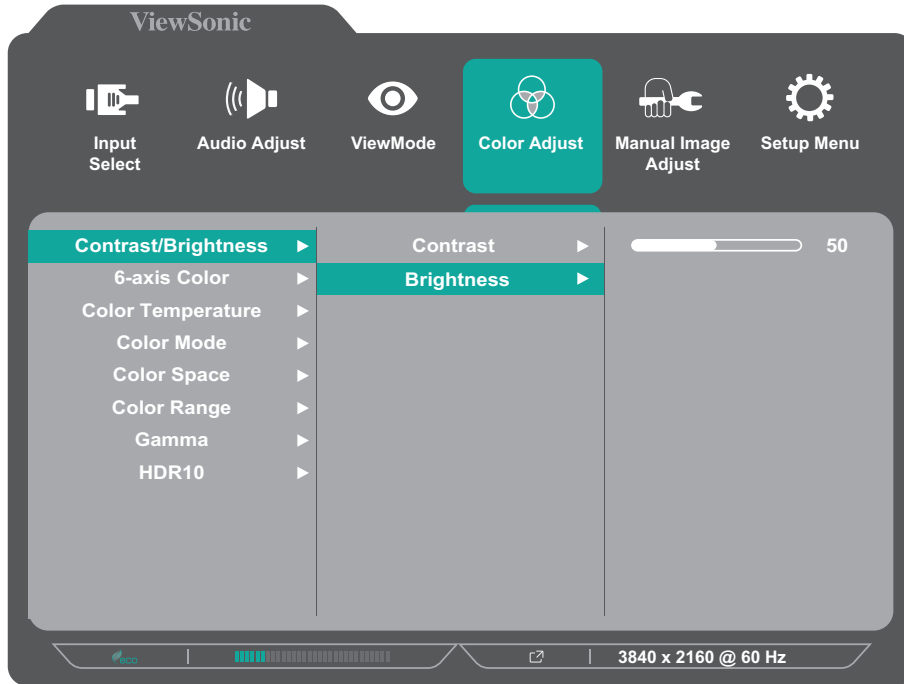 ViewSonic
Input
Select
Audio Adjust
ViewMode
Color Adjust
Manual Image
Adjust
Setup Menu
Contrast/Brightness
6-axis Color
Color Temperature
Color Mode
Color Space
Color Range
Gamma
HDR10
Contrast
Brightness
50
eco
3840 x 2160 @ 60 Hz